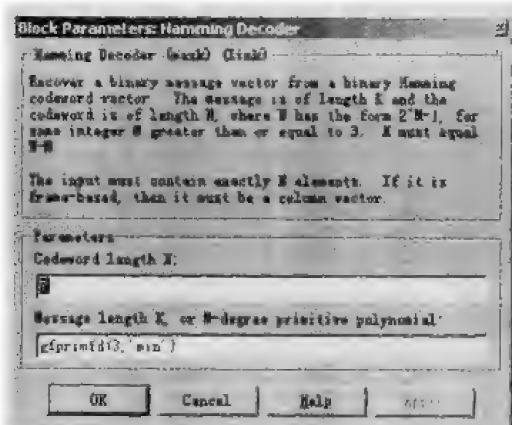 Block Parameters: Hamming Decoder
Hamming Decoder (mask) (link)
Recover a binary message vector from a binary Hamming
codeword vector. The message is of length K and the
codeword is of length N, where N has the form 2^M-1, for
some integer M greater than or equal to 3. K must equal
N-M
The input must contain exactly N elements. If it is
frame-based, then it must be a column vector.
Parameters
Codeword length N:
Message length K, or M-degree primitive polynomial:
gfprimfd(3,'min')
OK Cancel Help Apply